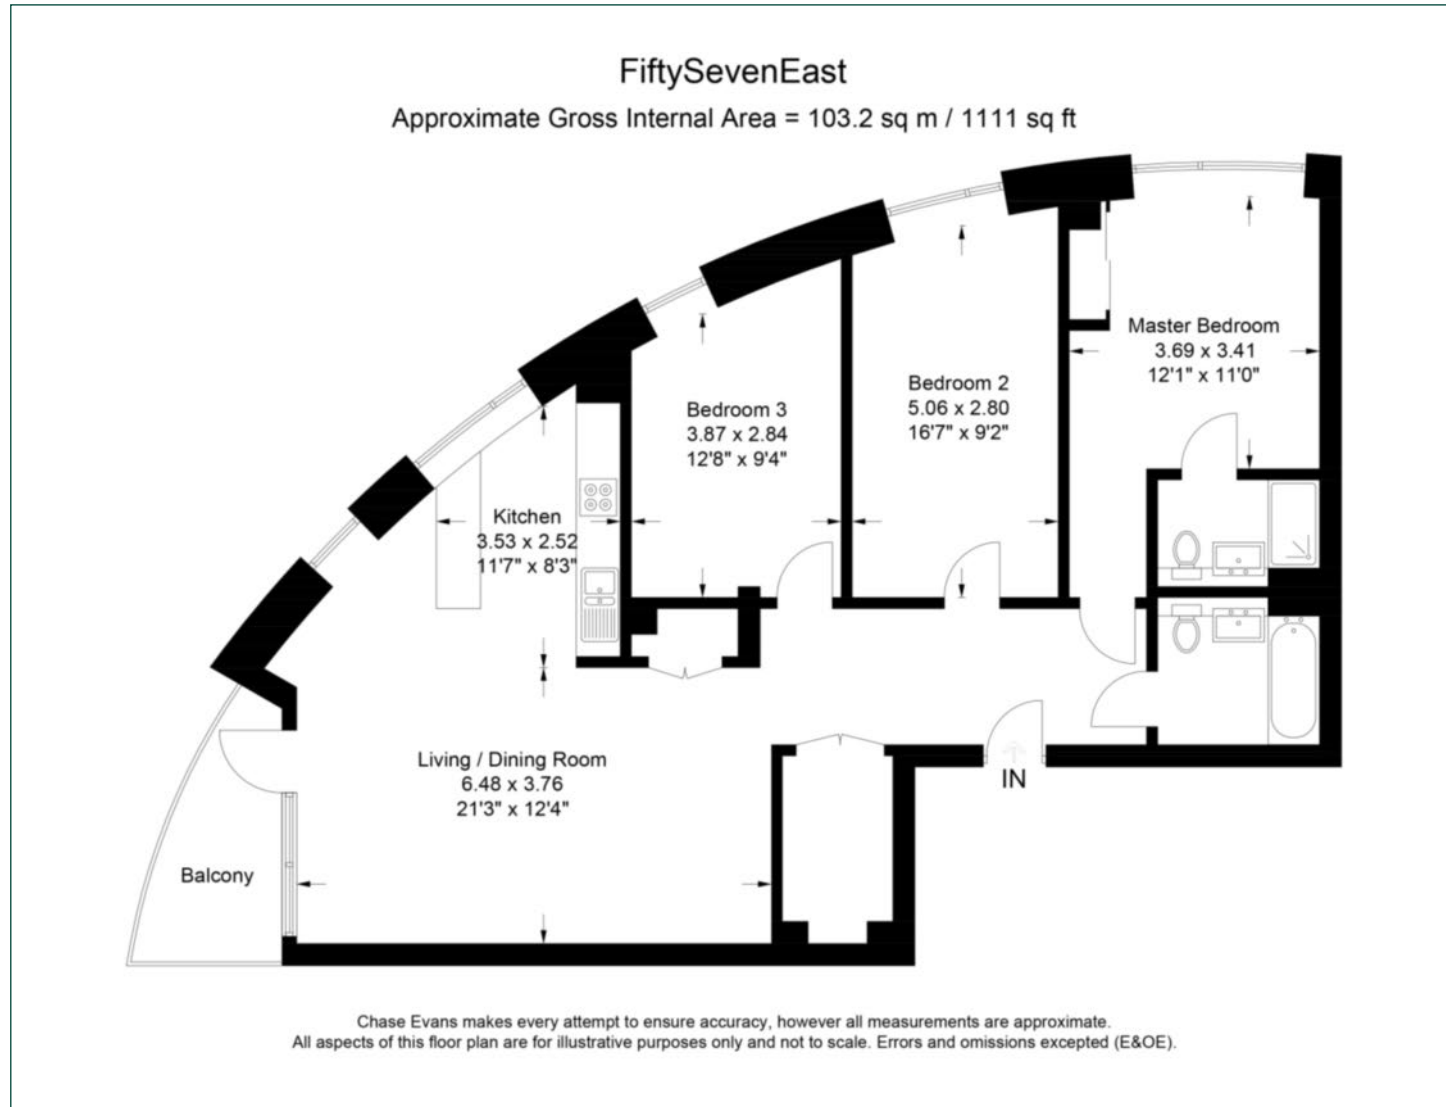 FiftySevenEast
Approximate Gross Internal Area = 103.2 sq m / 1111 sq ft
Master Bedroom
3.69 x 3.41
12'1" x 11'0"
Bedroom 2
5.06 x 2.80
16'7" x 9'2"
Bedroom 3
3.87 x 2.84
12'8" x 9'4"
Kitchen
3.53 x 2.52
11'7" x 8'3"
Living / Dining Room
6.48 x 3.76
21'3" x 12'4"
IN
Balcony
Chase Evans makes every attempt to ensure accuracy, however all measurements are approximate.
All aspects of this floor plan are for illustrative purposes only and not to scale. Errors and omissions excepted (E&OE).